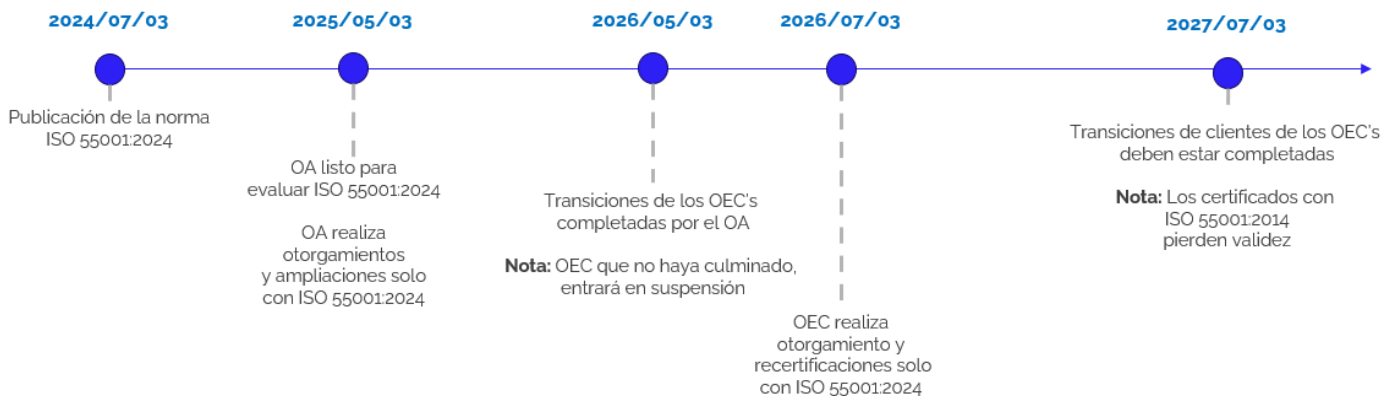 2024/07/03
Publicación de la norma
ISO 55001:2024
2025/05/03
OA listo para
evaluar ISO 55001:2024
OA realiza
otorgamientos
y ampliaciones solo
con ISO 55001:2024
2026/05/03
Transiciones de los OEC's
completadas por el OA
Nota: OEC que no haya culminado,
entrará en suspensión
2026/07/03
OEC realiza
otorgamiento y
recertificaciones solo
con ISO 55001:2024
2027/07/03
Transiciones de clientes de los OEC's
deben estar completadas
Nota: Los certificados con
ISO 55001:2014
pierden validez